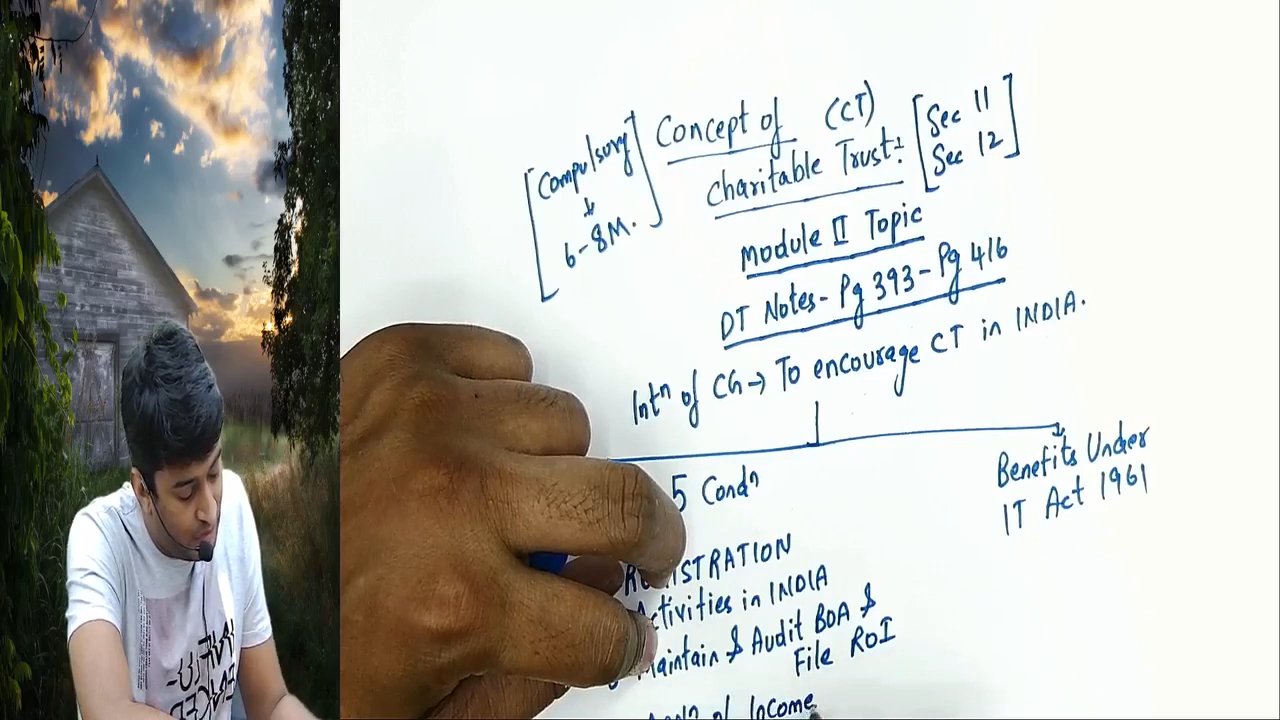 [Compulsory
↓
6-8M.]
Concept of (CT)
Charitable Trust:
[Sec 11
Sec 12]
Module II Topic
DT Notes - Pg 393 - Pg 416
Intⁿ of CG → To encourage CT in INDIA.
5 Condⁿ
Activities in INDIA
Maintain & Audit BOA &
File ROI
of Income
Benefits Under
IT Act 1961